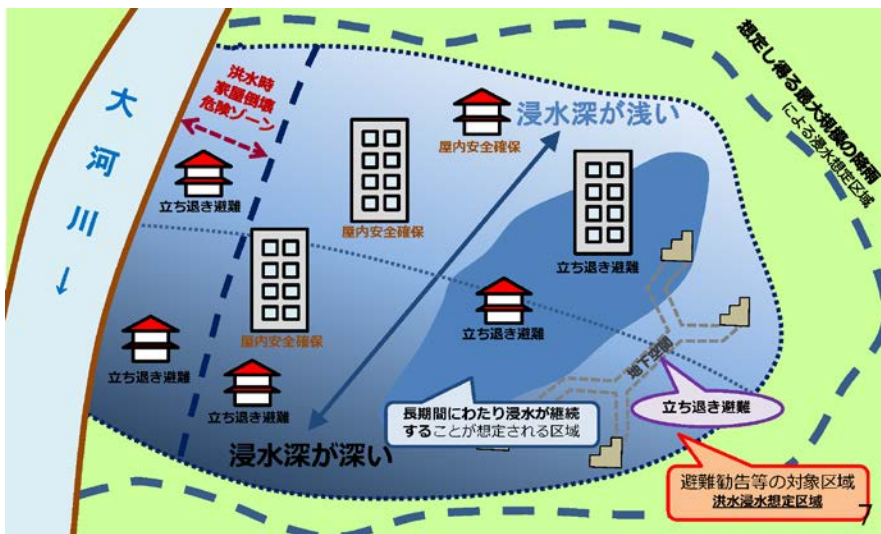 大河川
↓
洪水時
家屋倒壊
危険ゾーン
立ち退き避難
屋内安全確保
屋内安全確保
浸水深が浅い
想定し得る最大規模の降雨
による浸水想定区域
立ち退き避難
立ち退き避難
屋内安全確保
立ち退き避難
立ち退き避難
地下空間
長期間にわたり浸水が継続
することが想定される区域
立ち退き避難
浸水深が深い
避難勧告等の対象区域
洪水浸水想定区域
7